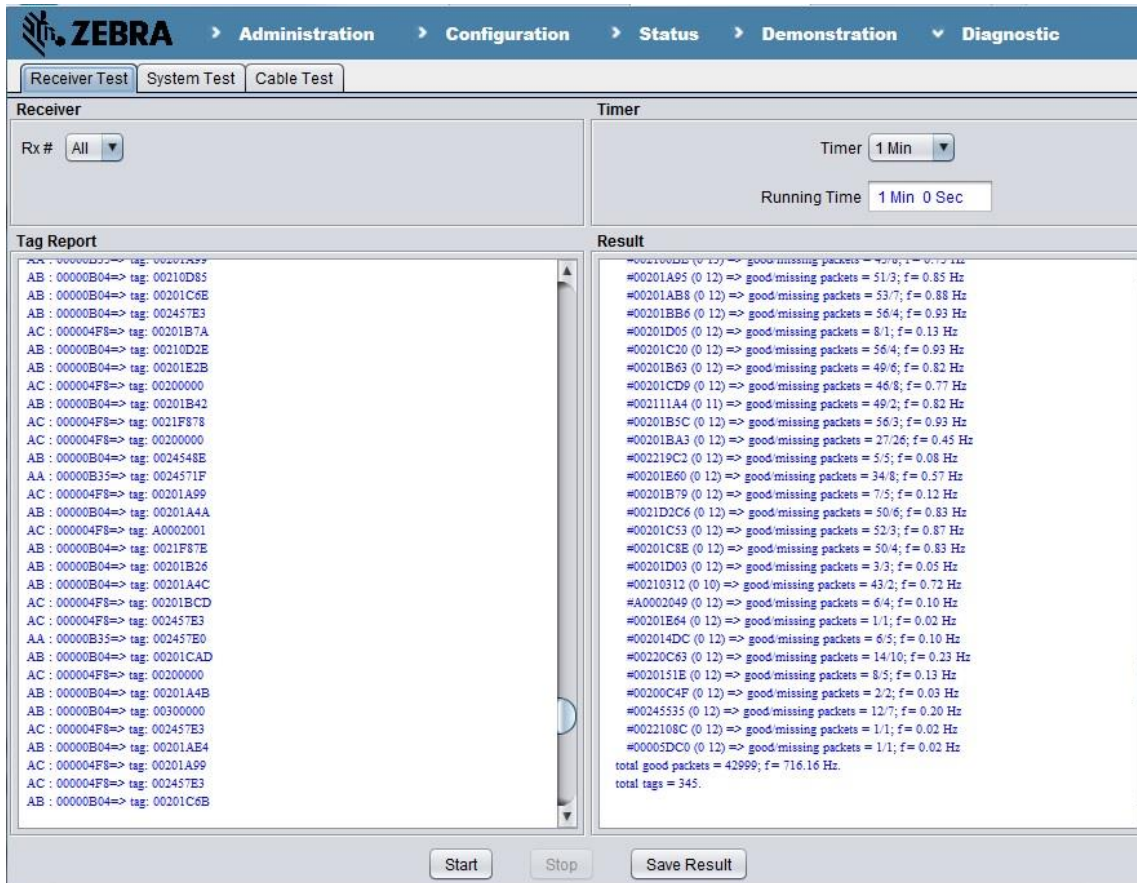 ZEBRA
Administration
Configuration
Status
Demonstration
Diagnostic
Receiver Test
System Test
Cable Test
Receiver
Rx # All
Timer
Timer 1 Min
Running Time 1 Min 0 Sec
Tag Report
AA : 00000B35=> tag: 00201A99
AB : 00000B04=> tag: 00210D85
AB : 00000B04=> tag: 00201C6E
AB : 00000B04=> tag: 002457E3
AC : 000004F8=> tag: 00201B7A
AB : 00000B04=> tag: 00210D2E
AB : 00000B04=> tag: 00201E2B
AC : 000004F8=> tag: 00200000
AB : 00000B04=> tag: 00201B42
AC : 000004F8=> tag: 0021F878
AC : 000004F8=> tag: 00200000
AB : 00000B04=> tag: 0024548E
AA : 00000B35=> tag: 0024571F
AC : 000004F8=> tag: 00201A99
AB : 00000B04=> tag: 00201A4A
AC : 000004F8=> tag: A0002001
AB : 00000B04=> tag: 0021F87E
AB : 00000B04=> tag: 00201B26
AB : 00000B04=> tag: 00201A4C
AC : 000004F8=> tag: 00201BCD
AC : 000004F8=> tag: 002457E3
AA : 00000B35=> tag: 002457E0
AB : 00000B04=> tag: 00201CAD
AC : 000004F8=> tag: 00200000
AB : 00000B04=> tag: 00201A4B
AB : 00000B04=> tag: 00300000
AC : 000004F8=> tag: 002457E3
AB : 00000B04=> tag: 00201AE4
AC : 000004F8=> tag: 00201A99
AC : 000004F8=> tag: 002457E3
AB : 00000B04=> tag: 00201C6B
Result
good/missing packets =
#00201A95 (0 12) => good/missing packets = 51/3; f = 0.85 Hz
#00201AB8 (0 12) => good/missing packets = 53/7; f = 0.88 Hz
#00201BB6 (0 12) => good/missing packets = 56/4; f = 0.93 Hz
#00201D05 (0 12) => good/missing packets = 8/1; f = 0.13 Hz
#00201C20 (0 12) => good/missing packets = 56/4; f = 0.93 Hz
#00201B63 (0 12) => good/missing packets = 49/6; f = 0.82 Hz
#00201CD9 (0 12) => good/missing packets = 46/8; f = 0.77 Hz
#002111A4 (0 11) => good/missing packets = 49/2; f = 0.82 Hz
#00201B5C (0 12) => good/missing packets = 56/3; f = 0.93 Hz
#00201BA3 (0 12) => good/missing packets = 27/26; f = 0.45 Hz
#002219C2 (0 12) => good/missing packets = 5/5; f = 0.08 Hz
#00201E60 (0 12) => good/missing packets = 34/8; f = 0.57 Hz
#00201B79 (0 12) => good/missing packets = 7/5; f = 0.12 Hz
#0021D2C6 (0 12) => good/missing packets = 50/6; f = 0.83 Hz
#00201C53 (0 12) => good/missing packets = 52/3; f = 0.87 Hz
#00201C8E (0 12) => good/missing packets = 50/4; f = 0.83 Hz
#00201D03 (0 12) => good/missing packets = 3/3; f = 0.05 Hz
#00210312 (0 10) => good/missing packets = 43/2; f = 0.72 Hz
#A0002049 (0 12) => good/missing packets = 6/4; f = 0.10 Hz
#00201E64 (0 12) => good/missing packets = 1/1; f = 0.02 Hz
#002014DC (0 12) => good/missing packets = 6/5; f = 0.10 Hz
#00220C63 (0 12) => good/missing packets = 14/10; f = 0.23 Hz
#0020151E (0 12) => good/missing packets = 8/5; f = 0.13 Hz
#00200C4F (0 12) => good/missing packets = 2/2; f = 0.03 Hz
#00245535 (0 12) => good/missing packets = 12/7; f = 0.20 Hz
#0022108C (0 12) => good/missing packets = 1/1; f = 0.02 Hz
#00005DC0 (0 12) => good/missing packets = 1/1; f = 0.02 Hz
total good packets = 42999; f = 716.16 Hz.
total tags = 345.
Start
Stop
Save Result